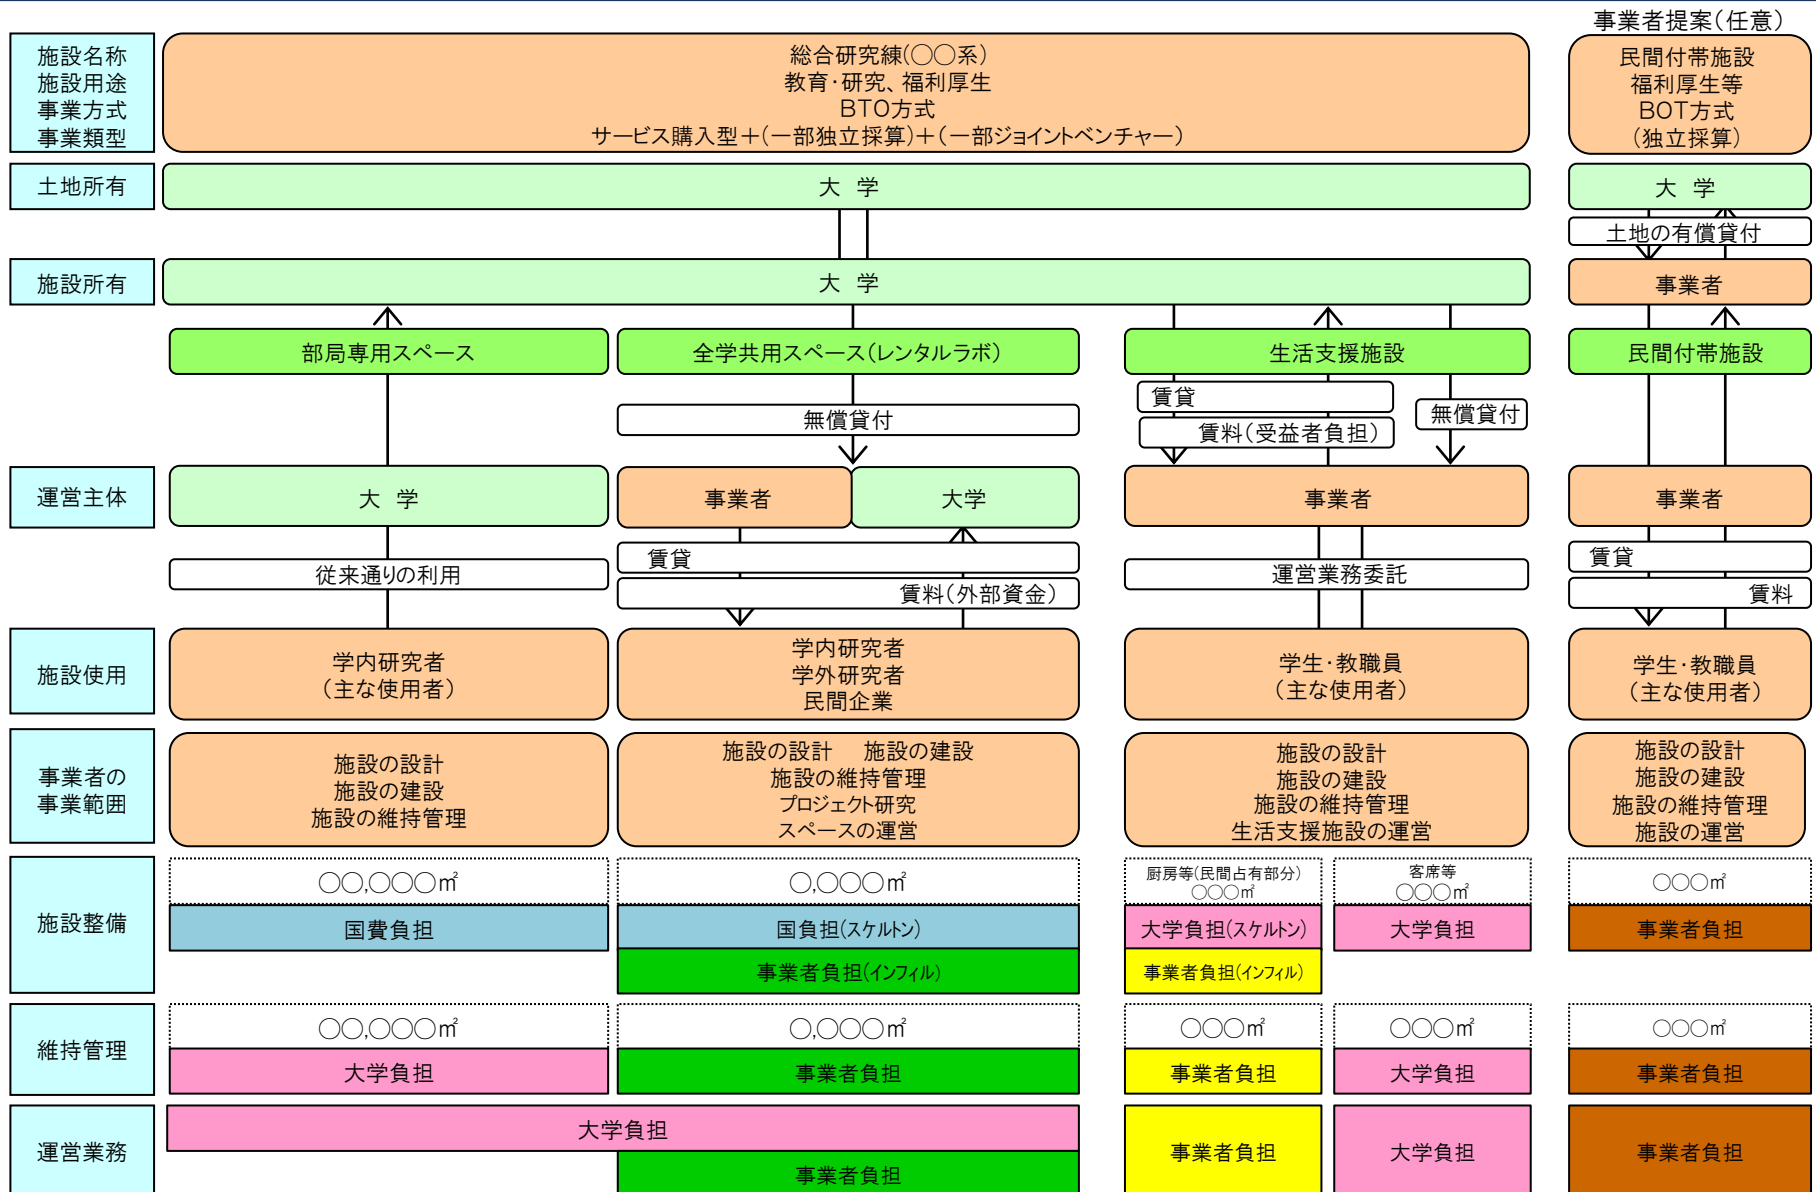 事業者提案(任意)
施設名称
施設用途
事業方式
事業類型
総合研究練(○○系)
教育・研究、福利厚生
BTO方式
サービス購入型+(一部独立採算)+(一部ジョイントベンチャー)
民間付帯施設
福利厚生等
BOT方式
(独立採算)
土地所有
大 学
大 学
土地の有償貸付
施設所有
大 学
事業者
部局専用スペース
全学共用スペース(レンタルラボ)
生活支援施設
民間付帯施設
無償貸付
賃貸
賃料(受益者負担)
無償貸付
運営主体
大 学
事業者
大学
事業者
事業者
従来通りの利用
賃貸
賃料(外部資金)
運営業務委託
賃貸
賃料
施設使用
学内研究者
(主な使用者)
学内研究者
学外研究者
民間企業
学生・教職員
(主な使用者)
学生・教職員
(主な使用者)
事業者の
事業範囲
施設の設計
施設の建設
施設の維持管理
施設の設計 施設の建設
施設の維持管理
プロジェクト研究
スペースの運営
施設の設計
施設の建設
施設の維持管理
生活支援施設の運営
施設の設計
施設の建設
施設の維持管理
施設の運営
施設整備
○○,○○○㎡
国費負担
○,○○○㎡
国負担(スケルトン)
事業者負担(インフィル)
厨房等(民間占有部分)
○○○㎡
大学負担(スケルトン)
事業者負担(インフィル)
客席等
○○○㎡
大学負担
○○○㎡
事業者負担
維持管理
○○,○○○㎡
大学負担
○,○○○㎡
事業者負担
○○○㎡
事業者負担
○○○㎡
大学負担
○○○㎡
事業者負担
運営業務
大学負担
事業者負担
事業者負担
大学負担
事業者負担